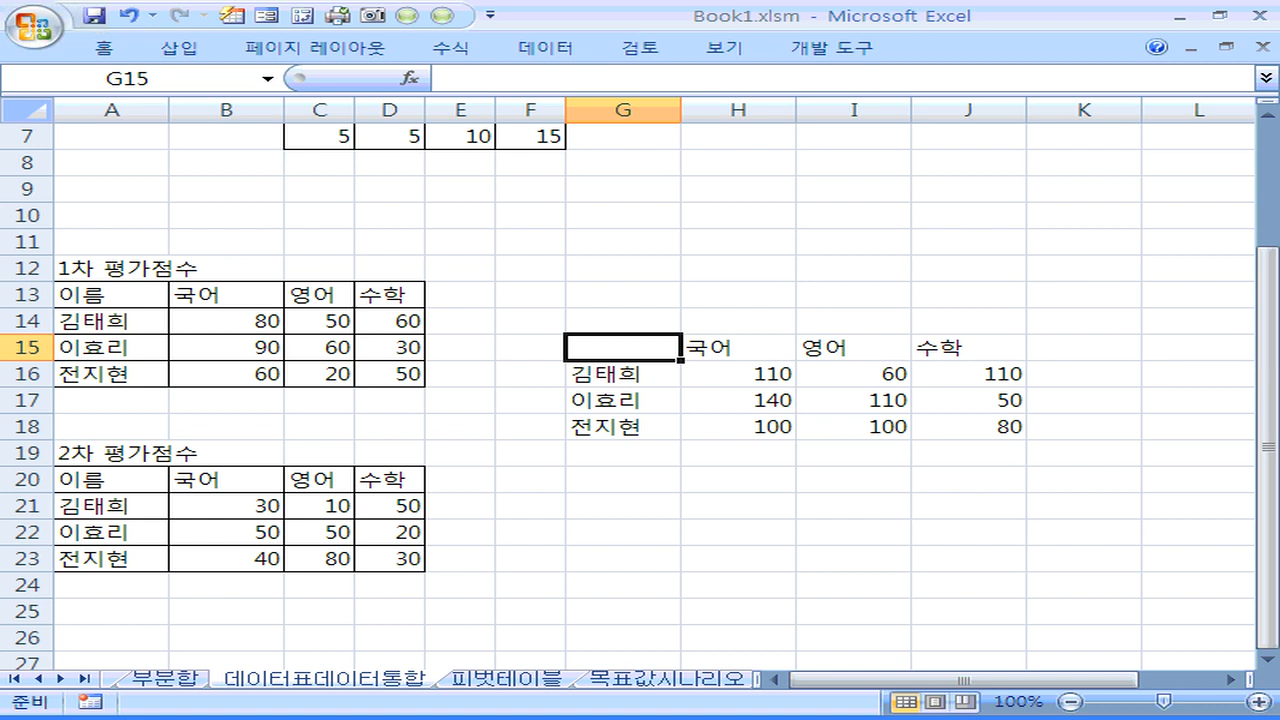 Book1.xlsm - Microsoft Excel
홈 삽입 페이지 레이아웃 수식 데이터 검토 보기 개발 도구
G15 fx
A B C D E F G H I J K L
7 5 5 10 15
8
9
10
11
12 1차 평가점수
13 이름 국어 영어 수학
14 김태희 80 50 60
15 이효리 90 60 30 국어 영어 수학
16 전지현 60 20 50 김태희 110 60 110
17 이효리 140 110 50
18 전지현 100 100 80
19 2차 평가점수
20 이름 국어 영어 수학
21 김태희 30 10 50
22 이효리 50 50 20
23 전지현 40 80 30
24
25
26
27
부분합 데이터표데이터통합 피벗테이블 목표값시나리오
준비 100%